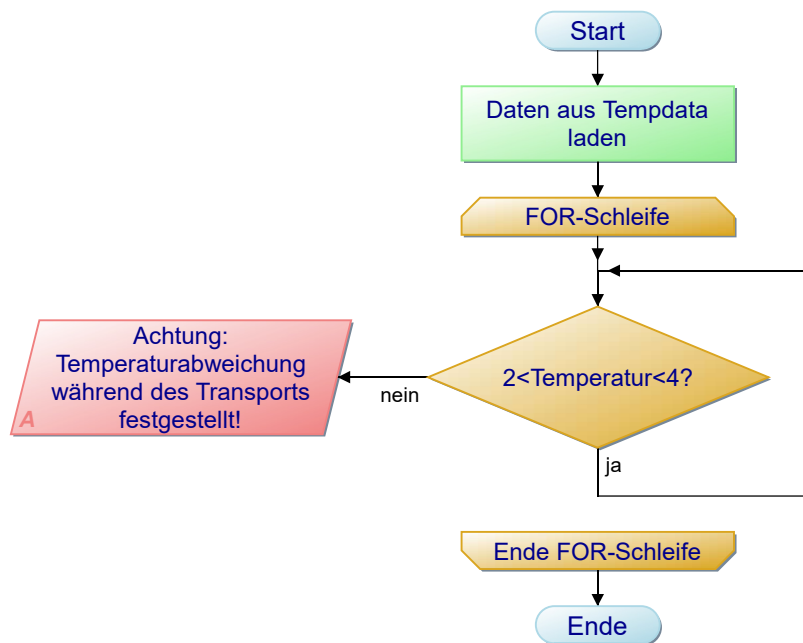 Start
Daten aus Tempdata
laden
FOR-Schleife
Achtung:
Temperaturabweichung
während des Transports
festgestellt!
A
2<Temperatur<4?
nein
ja
Ende FOR-Schleife
Ende